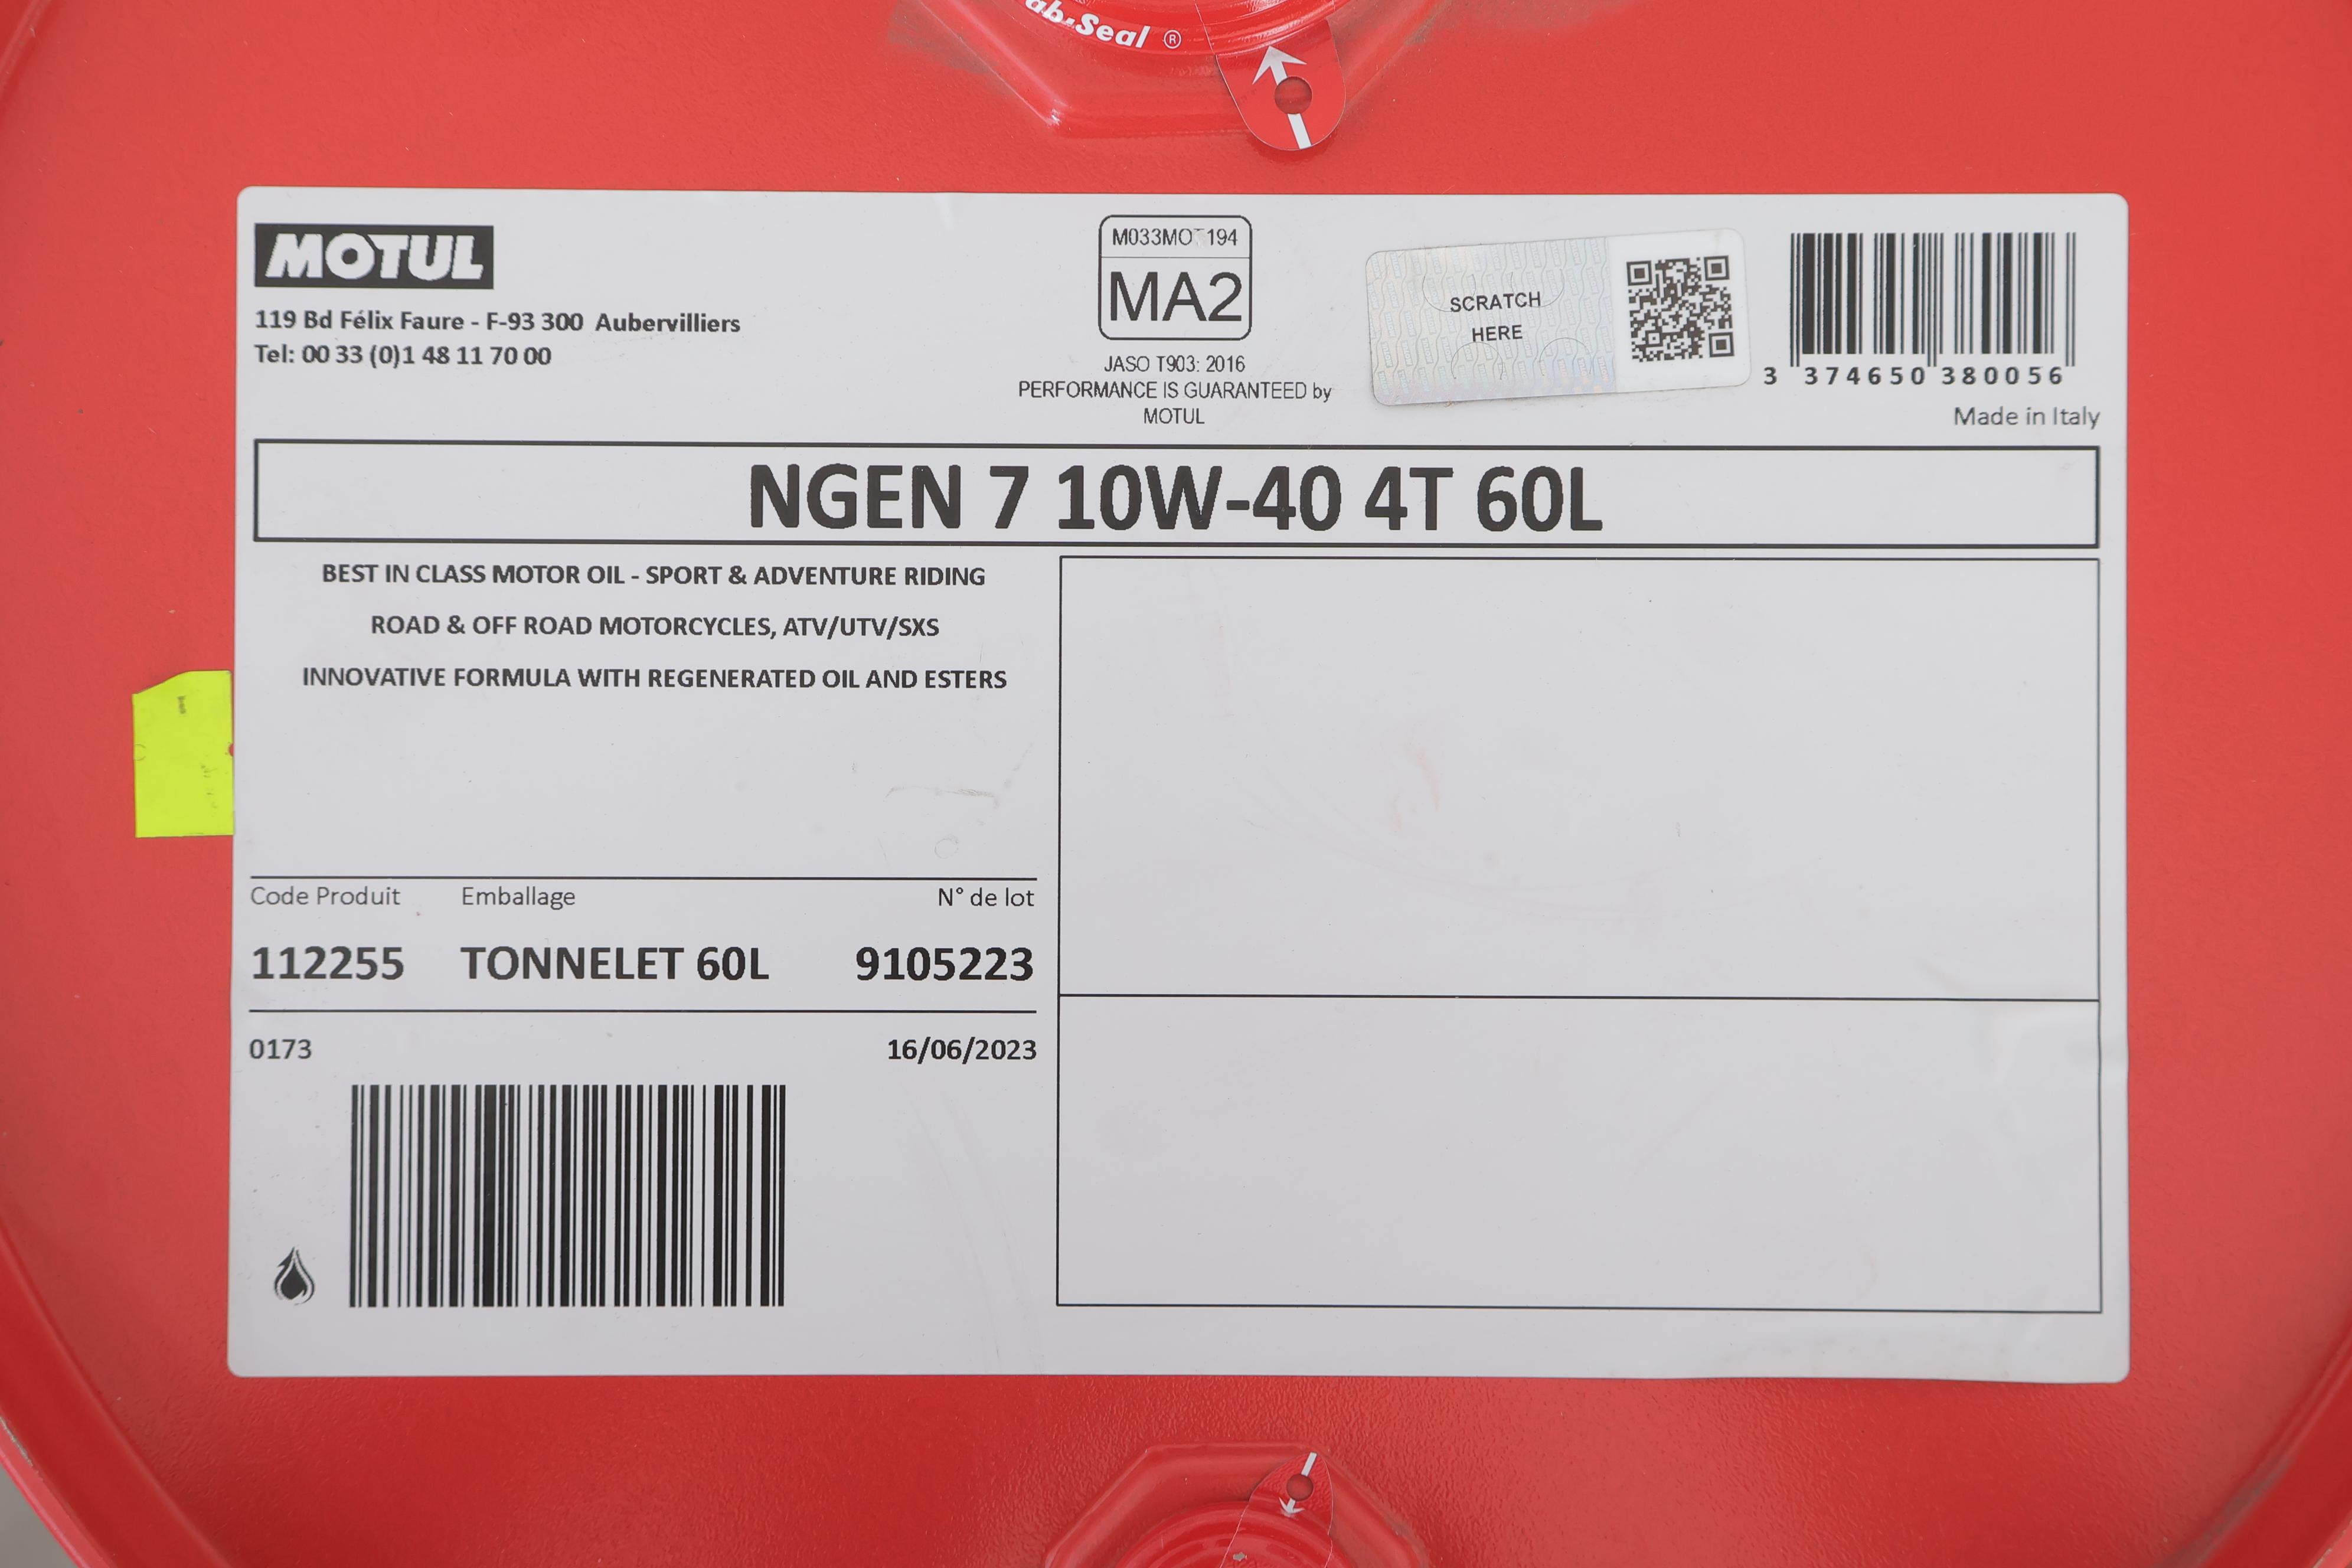 ab-Seal ®
MOTUL
119 Bd Félix Faure - F-93 300 Aubervilliers
Tel: 00 33 (0)1 48 11 70 00
M033MOT194
MA2
JASO T903: 2016
PERFORMANCE IS GUARANTEED by
MOTUL
SCRATCH
HERE
3 374650 380056
Made in Italy
NGEN 7 10W-40 4T 60L
BEST IN CLASS MOTOR OIL - SPORT & ADVENTURE RIDING
ROAD & OFF ROAD MOTORCYCLES, ATV/UTV/SXS
INNOVATIVE FORMULA WITH REGENERATED OIL AND ESTERS
Code Produit Emballage N° de lot
112255 TONNELET 60L 9105223
0173 16/06/2023